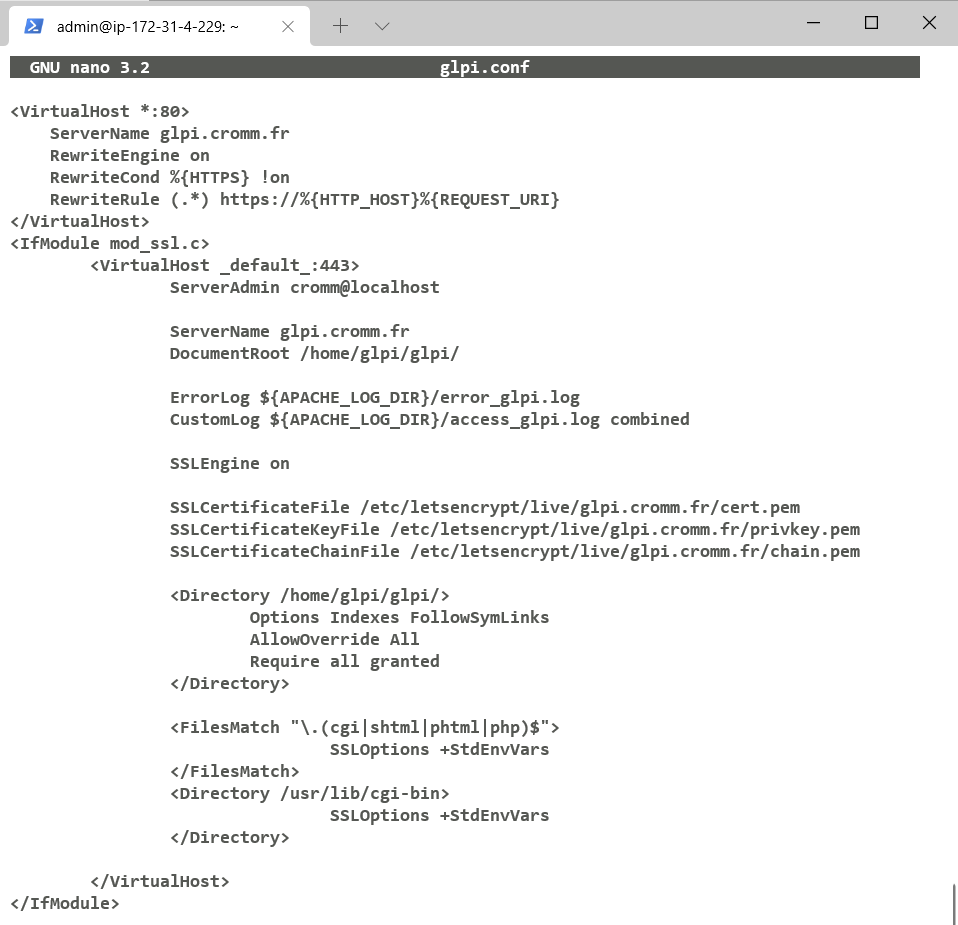 admin@ip-172-31-4-229: ~
GNU nano 3.2 glpi.conf
<VirtualHost *:80>
    ServerName glpi.cromm.fr
    RewriteEngine on
    RewriteCond %{HTTPS} !on
    RewriteRule (.*) https://%{HTTP_HOST}%{REQUEST_URI}
</VirtualHost>
<IfModule mod_ssl.c>
        <VirtualHost _default_:443>
                ServerAdmin cromm@localhost
                ServerName glpi.cromm.fr
                DocumentRoot /home/glpi/glpi/
                ErrorLog ${APACHE_LOG_DIR}/error_glpi.log
                CustomLog ${APACHE_LOG_DIR}/access_glpi.log combined
                SSLEngine on
                SSLCertificateFile /etc/letsencrypt/live/glpi.cromm.fr/cert.pem
                SSLCertificateKeyFile /etc/letsencrypt/live/glpi.cromm.fr/privkey.pem
                SSLCertificateChainFile /etc/letsencrypt/live/glpi.cromm.fr/chain.pem
                <Directory /home/glpi/glpi/>
                        Options Indexes FollowSymLinks
                        AllowOverride All
                        Require all granted
                </Directory>
                <FilesMatch "\.(cgi|shtml|phtml|php)$">
                                SSLOptions +StdEnvVars
                </FilesMatch>
                <Directory /usr/lib/cgi-bin>
                                SSLOptions +StdEnvVars
                </Directory>
        </VirtualHost>
</IfModule>